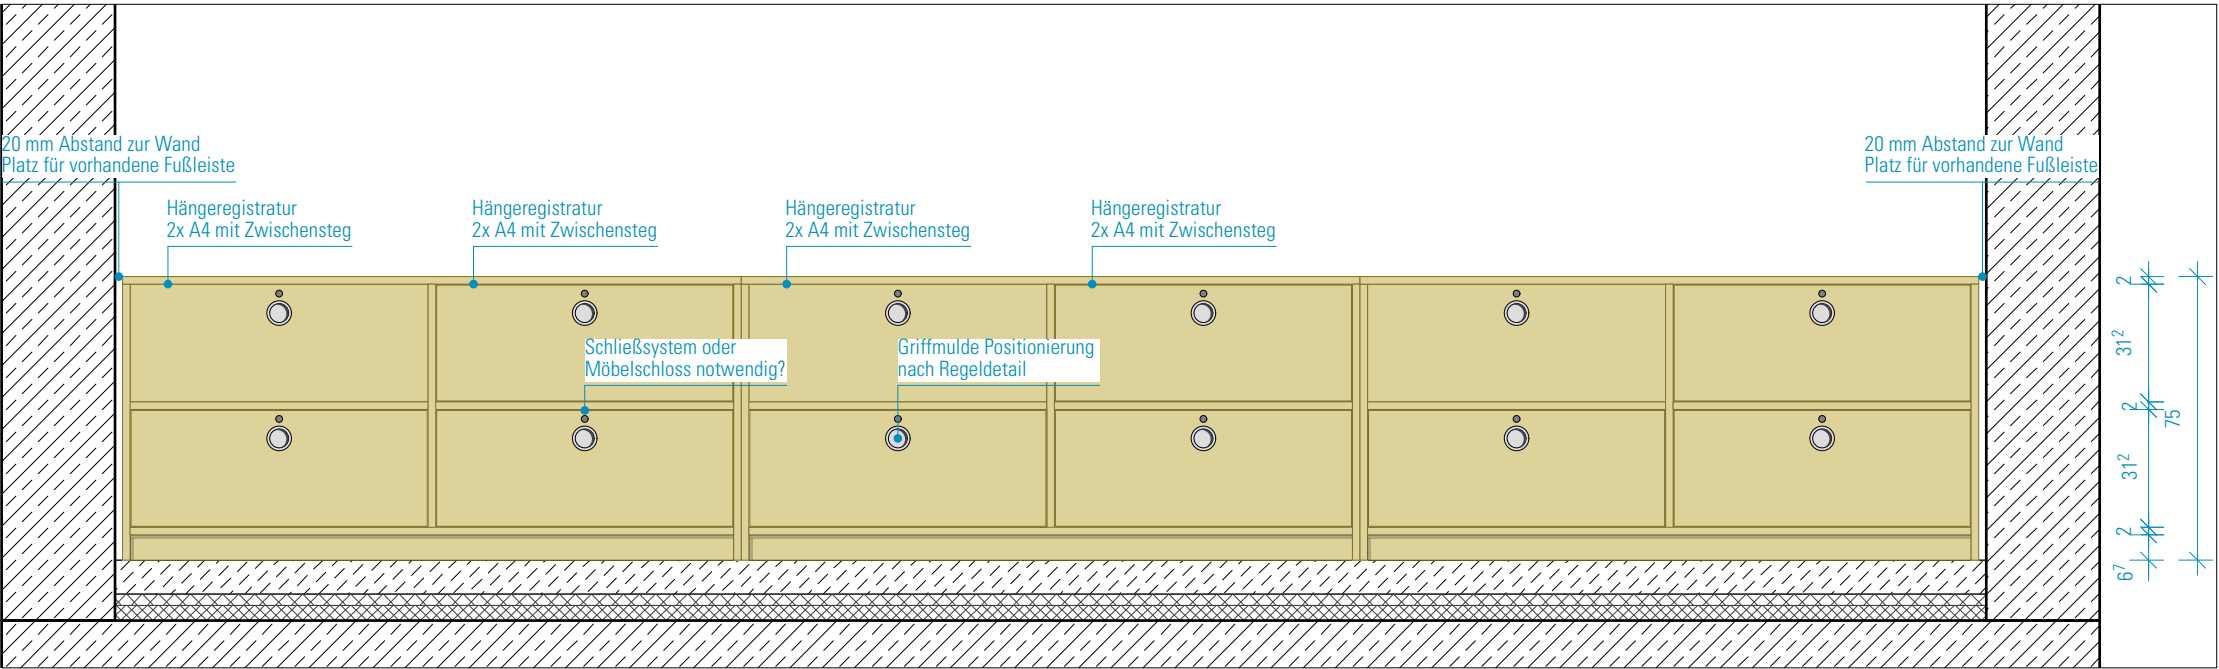 20 mm Abstand zur Wand
Platz für vorhandene Fußleiste
20 mm Abstand zur Wand
Platz für vorhandene Fußleiste
Hängeregistratur
2x A4 mit Zwischensteg
Hängeregistratur
2x A4 mit Zwischensteg
Hängeregistratur
2x A4 mit Zwischensteg
Hängeregistratur
2x A4 mit Zwischensteg
Schließsystem oder
Möbelschloss notwendig?
Griffmulde Positionierung
nach Regeldetail
2
31²
2
75
31²
2
6⁷